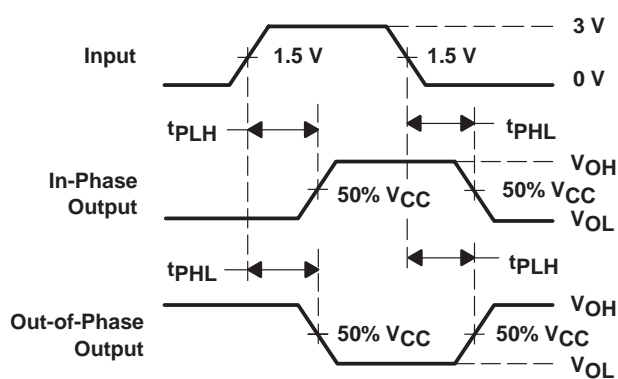 3 V
Input
1.5 V
1.5 V
0 V
tPLH
tPHL
VOH
In-Phase
Output
50% VCC
50% VCC
VOL
tPHL
tPLH
VOH
Out-of-Phase
Output
50% VCC
50% VCC
VOL